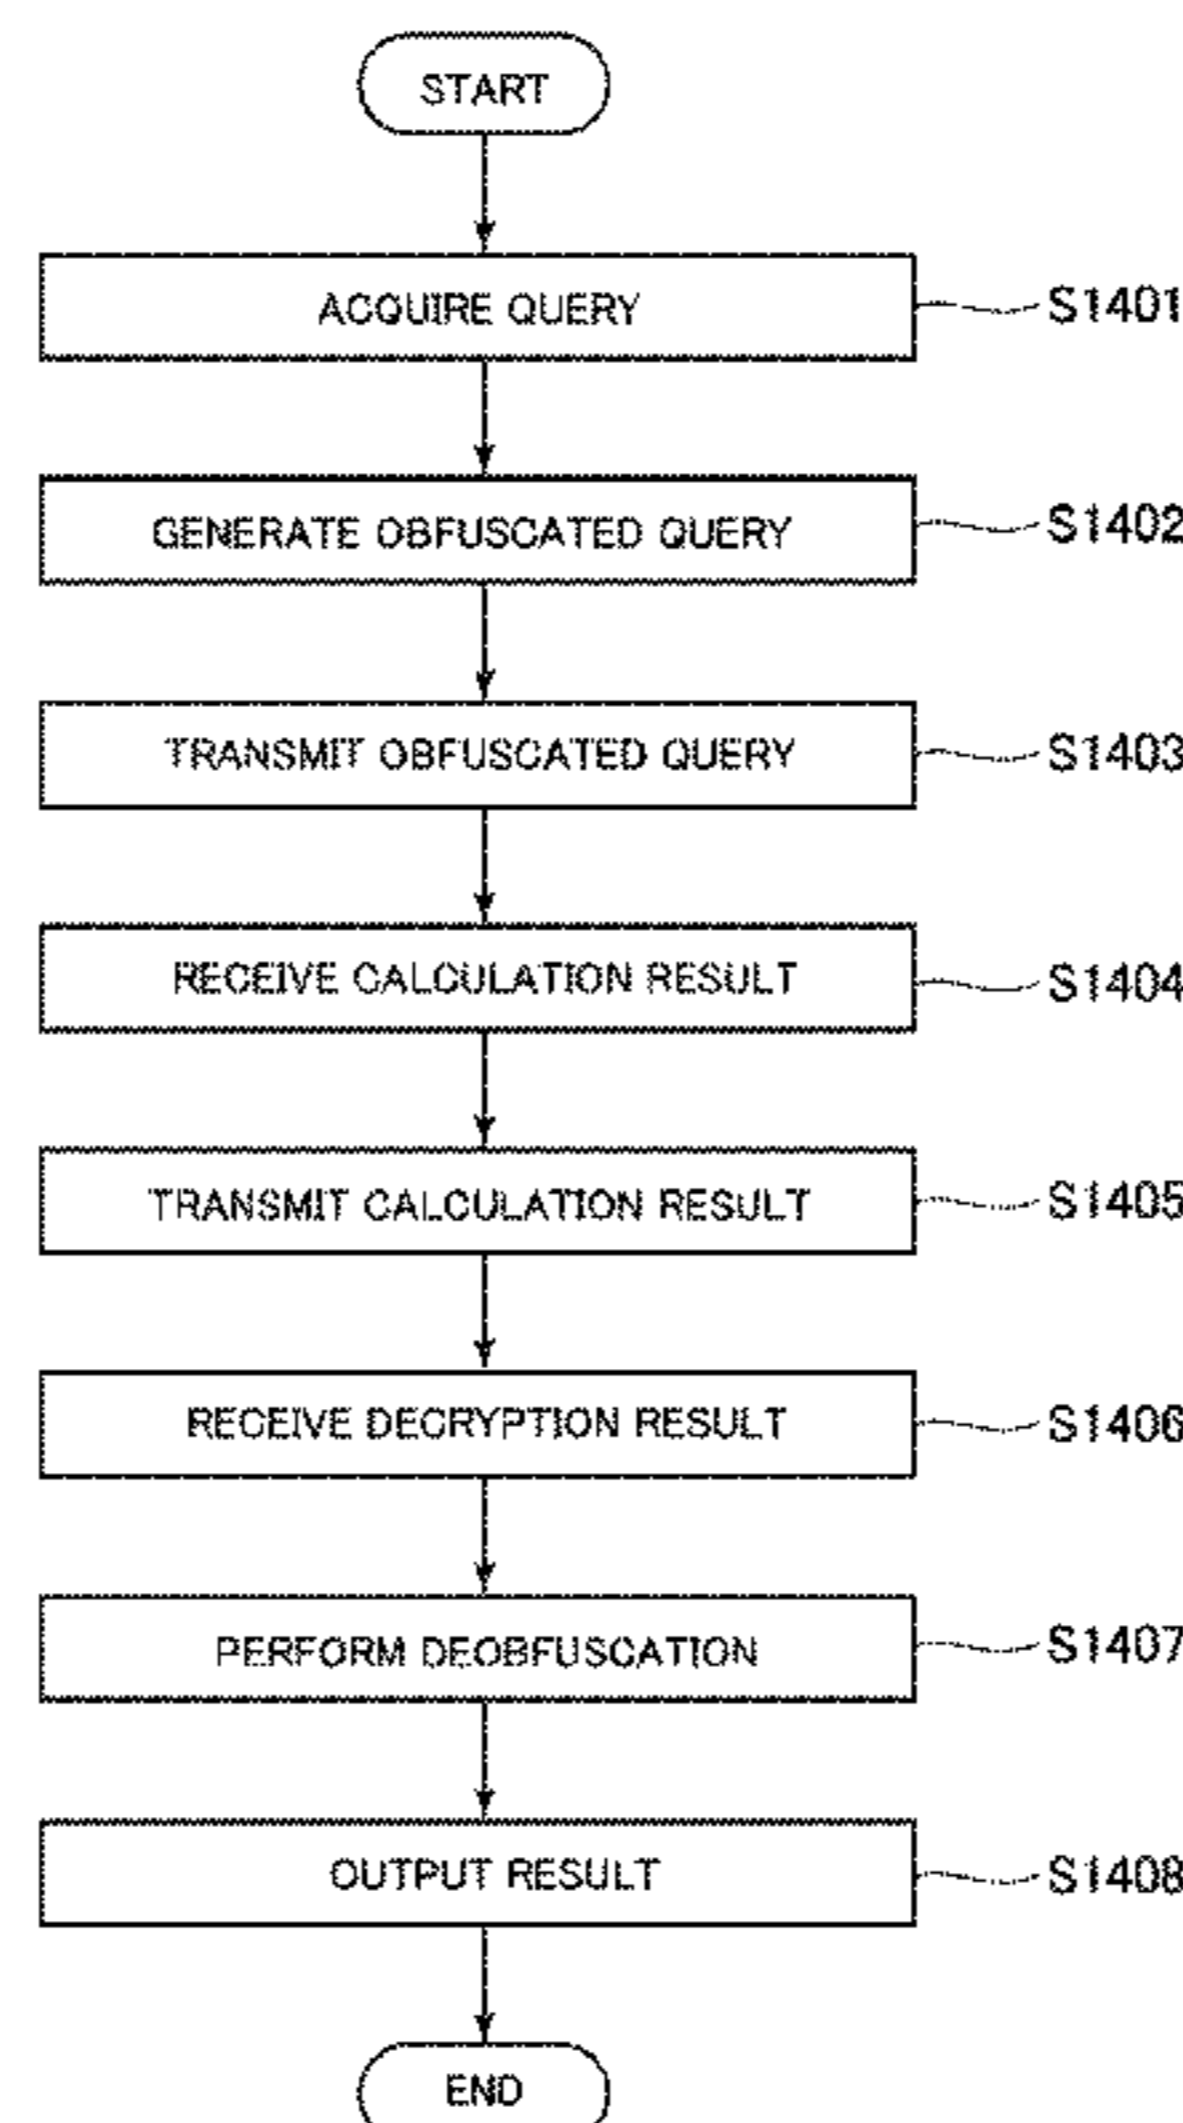 START
ACQUIRE QUERY S1401
GENERATE OBFUSCATED QUERY S1402
TRANSMIT OBFUSCATED QUERY S1403
RECEIVE CALCULATION RESULT S1404
TRANSMIT CALCULATION RESULT S1405
RECEIVE DECRYPTION RESULT S1406
PERFORM DEOBFUSCATION S1407
OUTPUT RESULT S1408
END